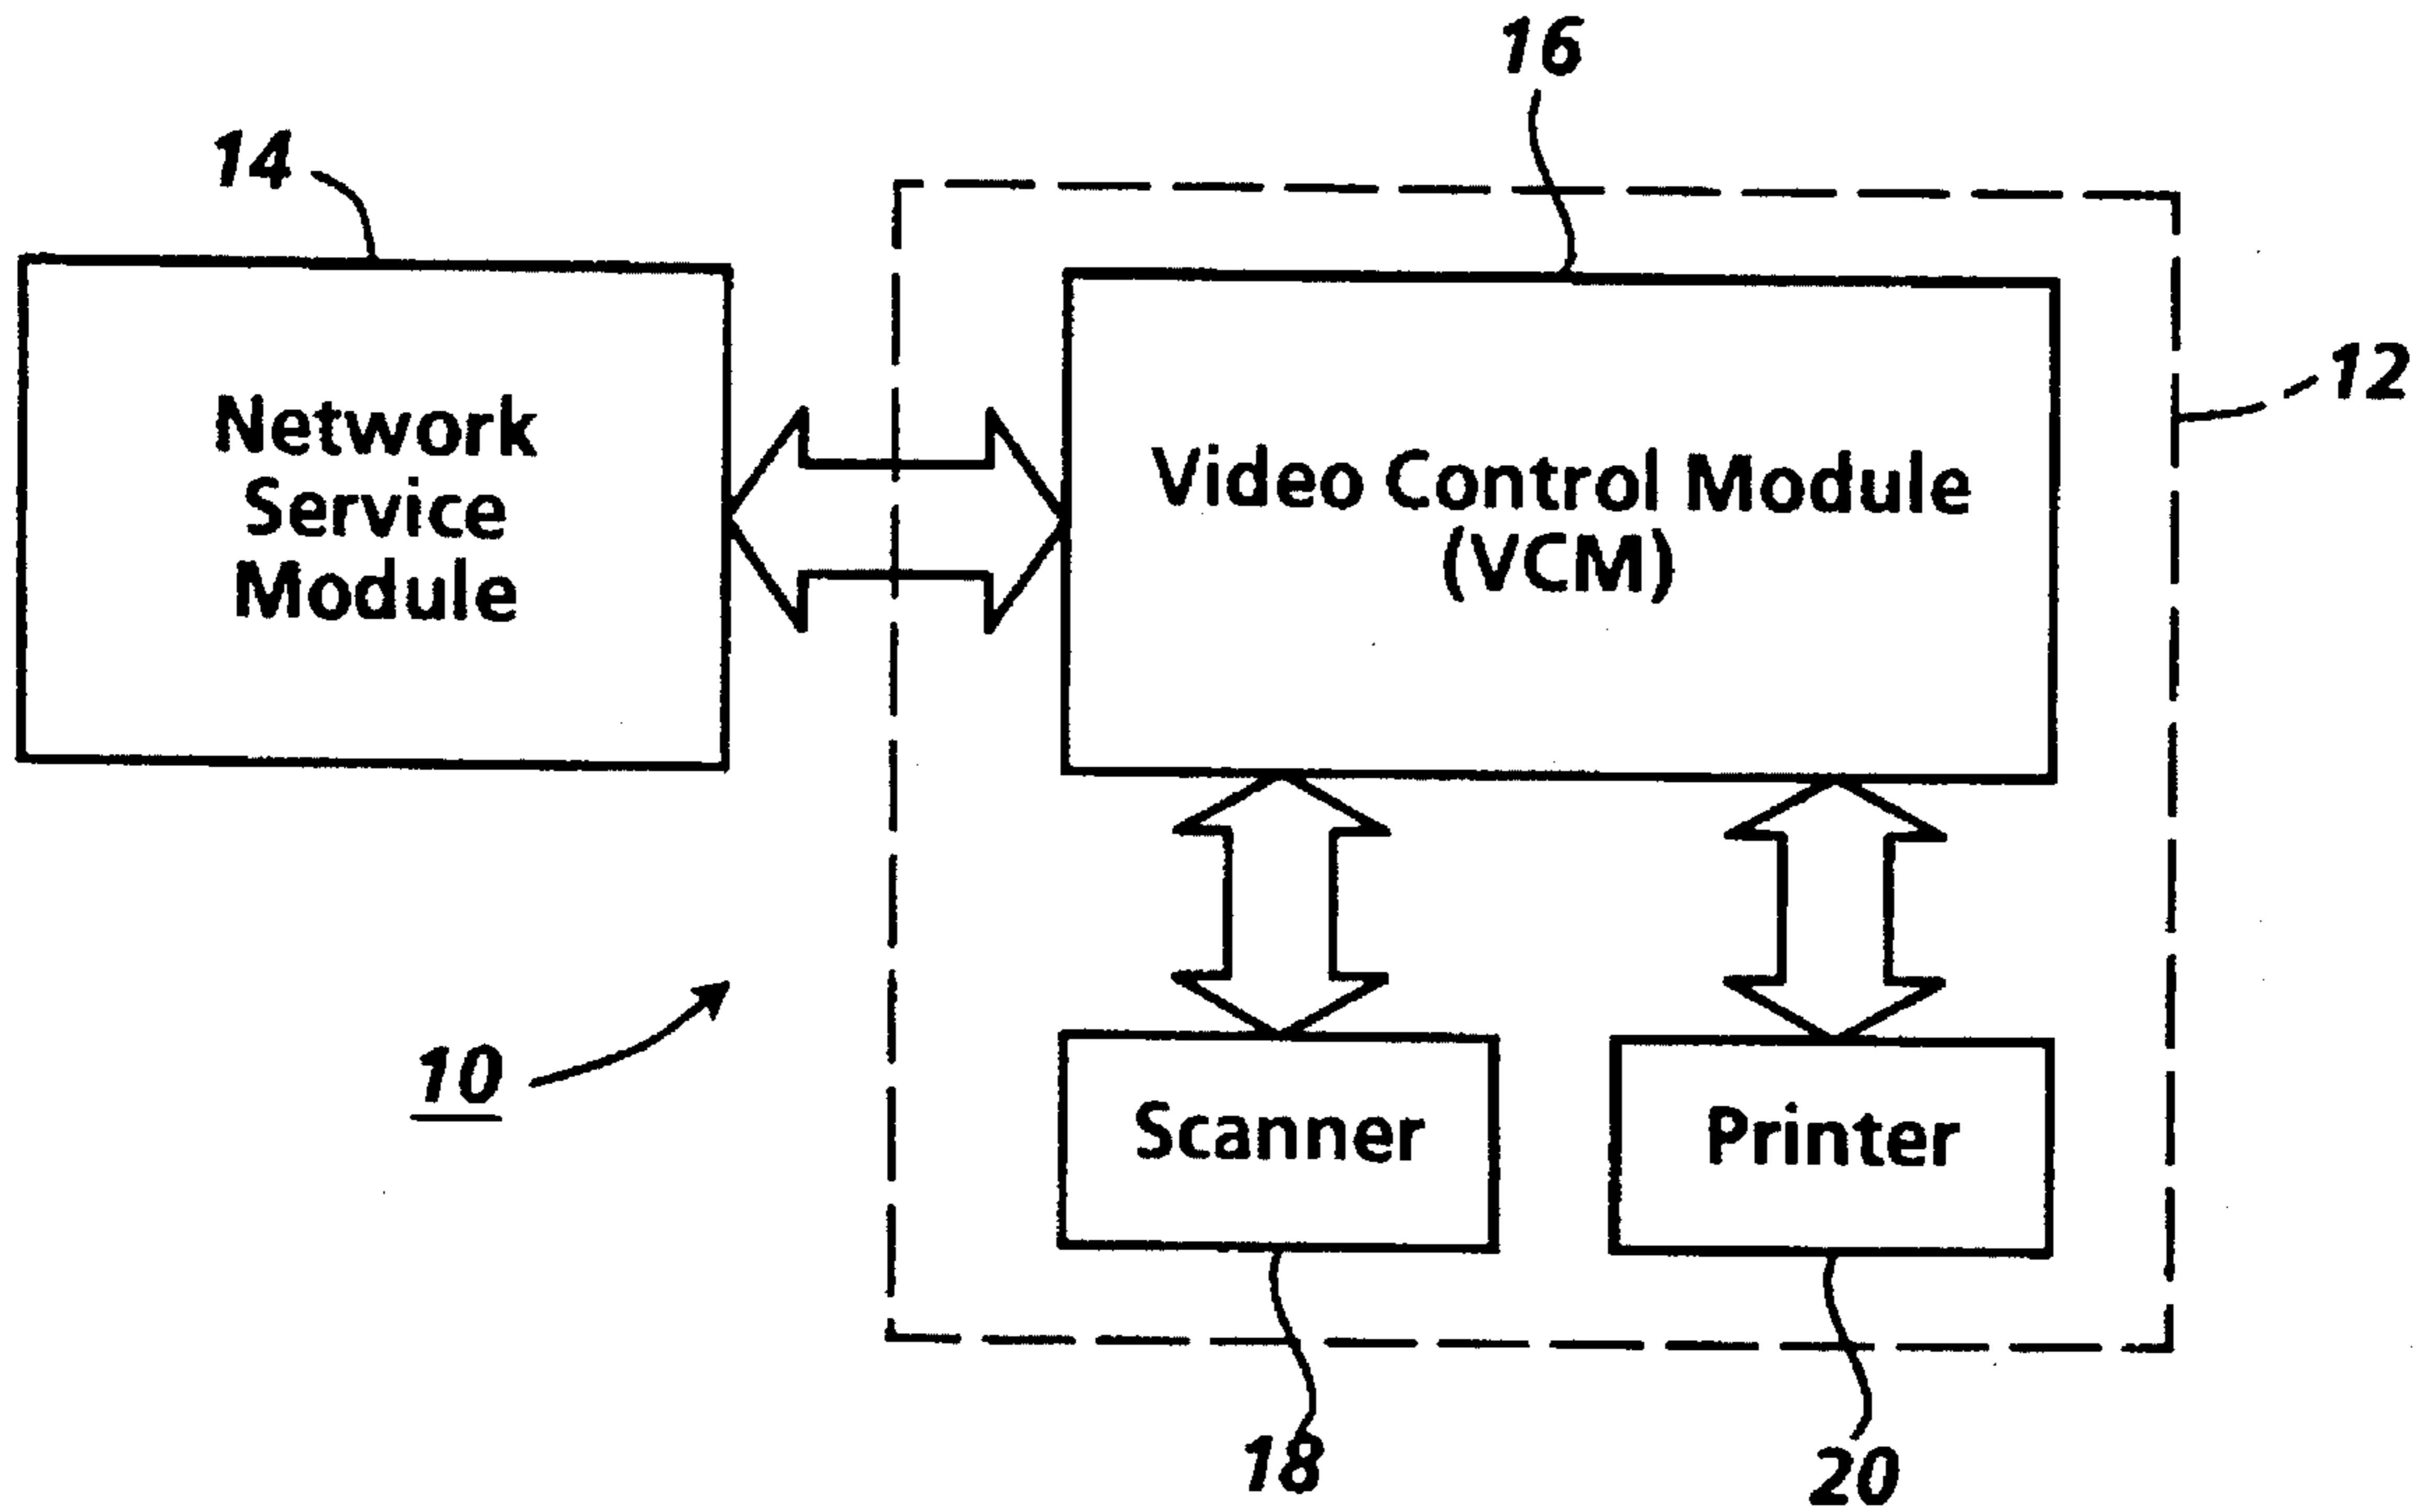 16
14
12
Network
Service
Module
Video Control Module
(VCM)
10
Scanner
Printer
18
20